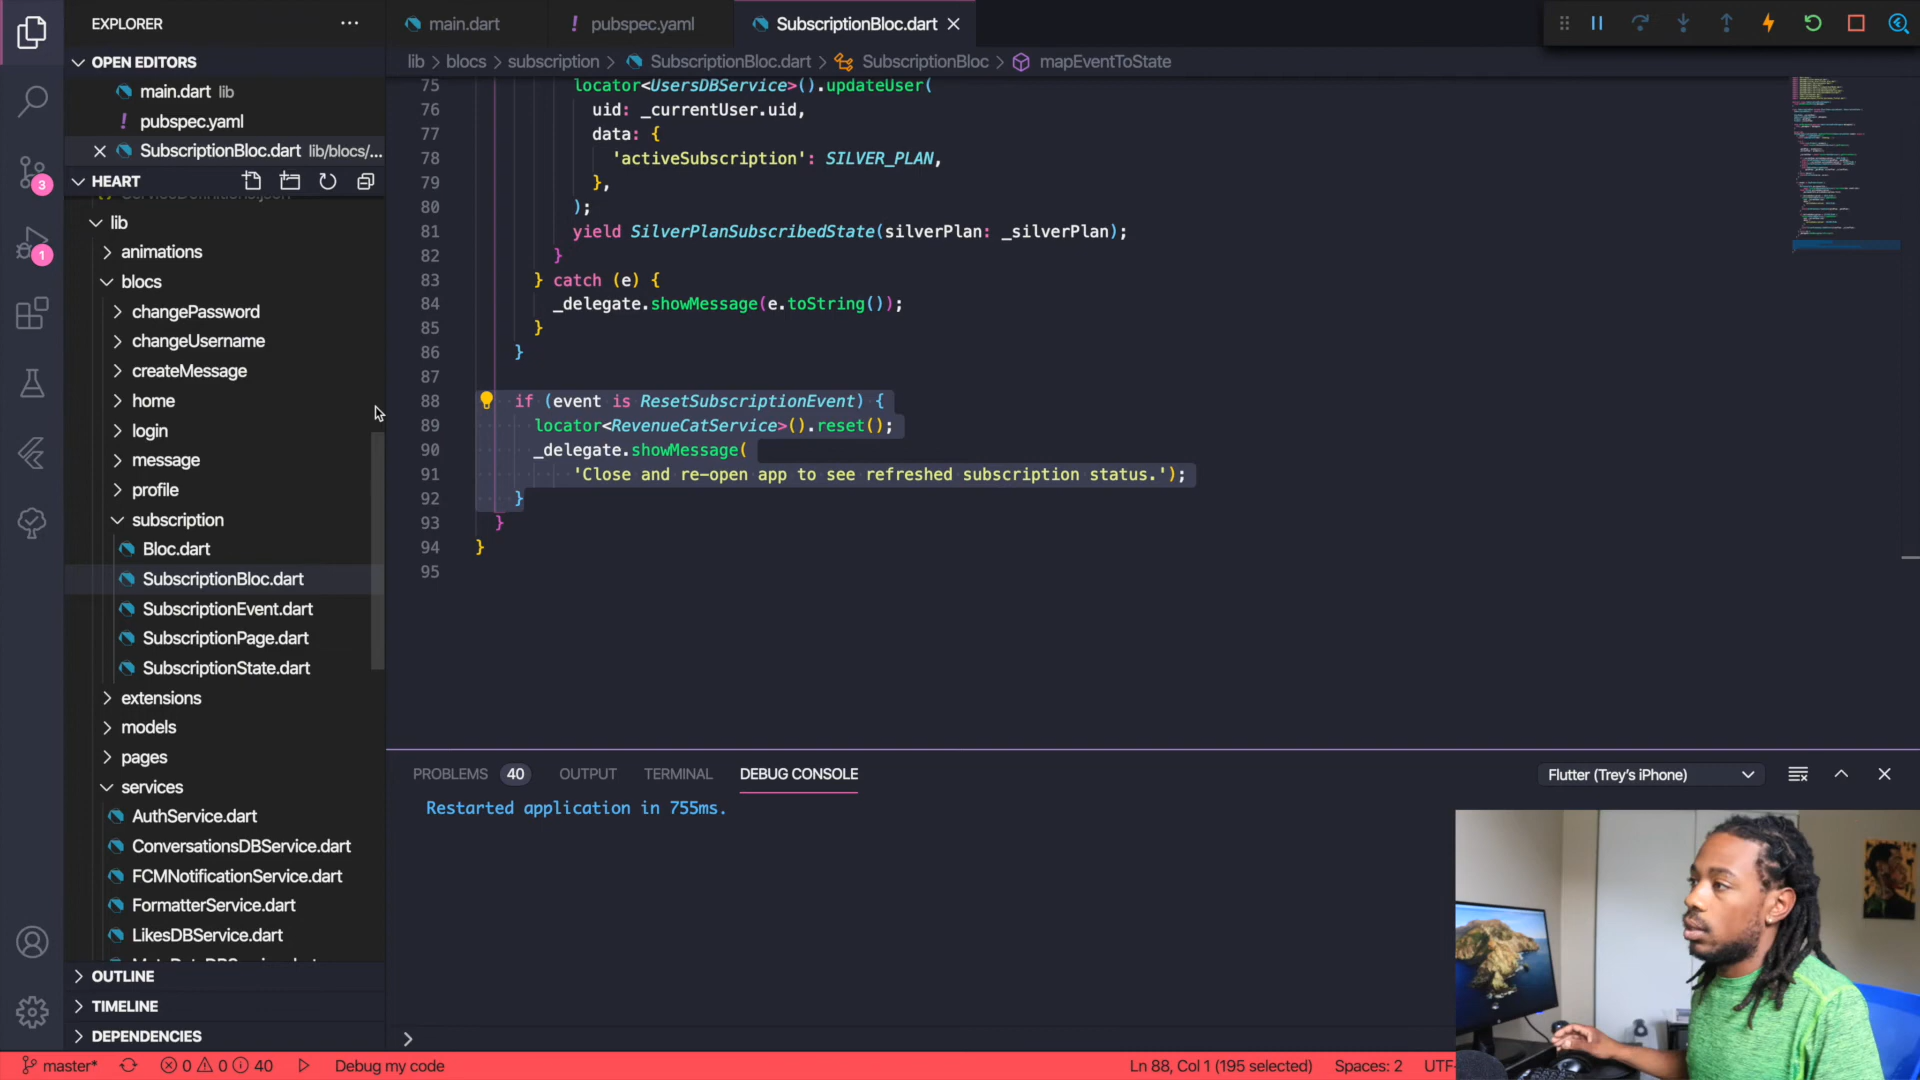 EXPLORER
OPEN EDITORS
main.dart lib
pubspec.yaml
SubscriptionBloc.dart lib/blocs/...
HEART
lib
animations
blocs
changePassword
changeUsername
createMessage
home
login
message
profile
subscription
Bloc.dart
SubscriptionBloc.dart
SubscriptionEvent.dart
SubscriptionPage.dart
SubscriptionState.dart
extensions
models
pages
services
AuthService.dart
ConversationsDBService.dart
FCMNotificationService.dart
FormatterService.dart
LikesDBService.dart
OUTLINE
TIMELINE
DEPENDENCIES
3
1
main.dart
! pubspec.yaml
SubscriptionBloc.dart
lib > blocs > subscription > SubscriptionBloc.dart > SubscriptionBloc > mapEventToState
75 locator<UsersDBService>().updateUser(
76 uid: _currentUser.uid,
77 data: {
78 'activeSubscription': SILVER_PLAN,
79 },
80 );
81 yield SilverPlanSubscribedState(silverPlan: _silverPlan);
82 }
83 } catch (e) {
84 _delegate.showMessage(e.toString());
85 }
86 }
87
88 if (event is ResetSubscriptionEvent) {
89 locator<RevenueCatService>().reset();
90 _delegate.showMessage(
91 'Close and re-open app to see refreshed subscription status.');
92 }
93 }
94 }
95
PROBLEMS 40 OUTPUT TERMINAL DEBUG CONSOLE
Flutter (Trey's iPhone)
Restarted application in 755ms.
master* 0 0 40 Debug my code
Ln 88, Col 1 (195 selected) Spaces: 2 UTF-